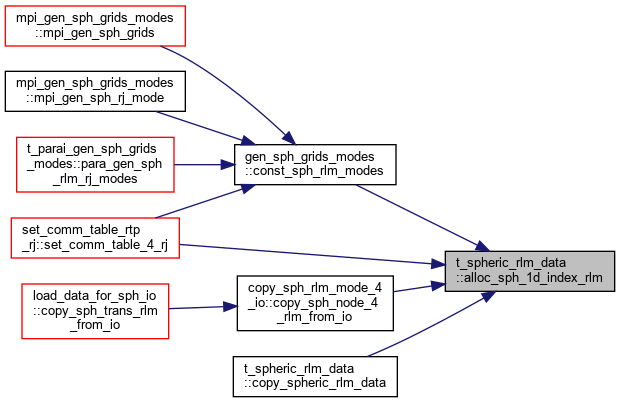 mpi_gen_sph_grids_modes
::mpi_gen_sph_grids
mpi_gen_sph_grids_modes
::mpi_gen_sph_rj_mode
t_parai_gen_sph_grids
_modes::para_gen_sph
_rlm_rj_modes
set_comm_table_rtp
_rj::set_comm_table_4_rj
load_data_for_sph_io
::copy_sph_trans_rlm
_from_io
gen_sph_grids_modes
::const_sph_rlm_modes
copy_sph_rlm_mode_4
_io::copy_sph_node_4
_rlm_from_io
t_spheric_rlm_data
::copy_spheric_rlm_data
t_spheric_rlm_data
::alloc_sph_1d_index_rlm